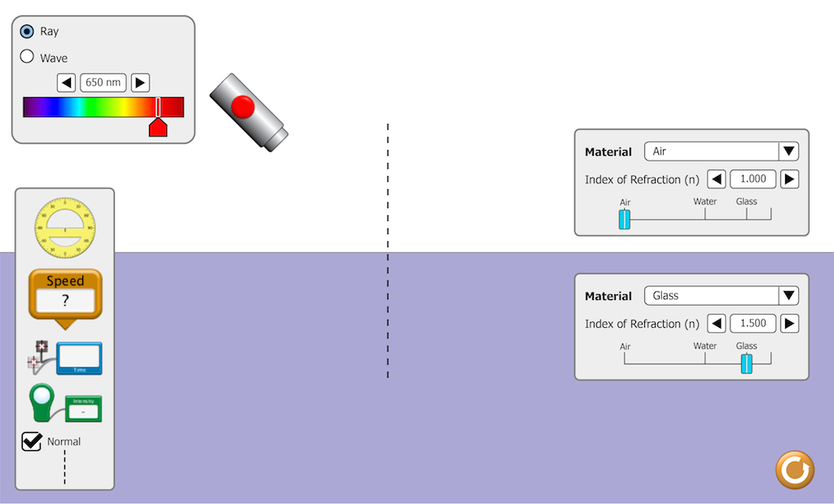 Ray
Wave
650 nm
Material
Air
Index of Refraction (n)
1.000
Air
Water
Glass
Speed
?
Time
Intensity
-
Normal
Material
Glass
Index of Refraction (n)
1.500
Air
Water
Glass